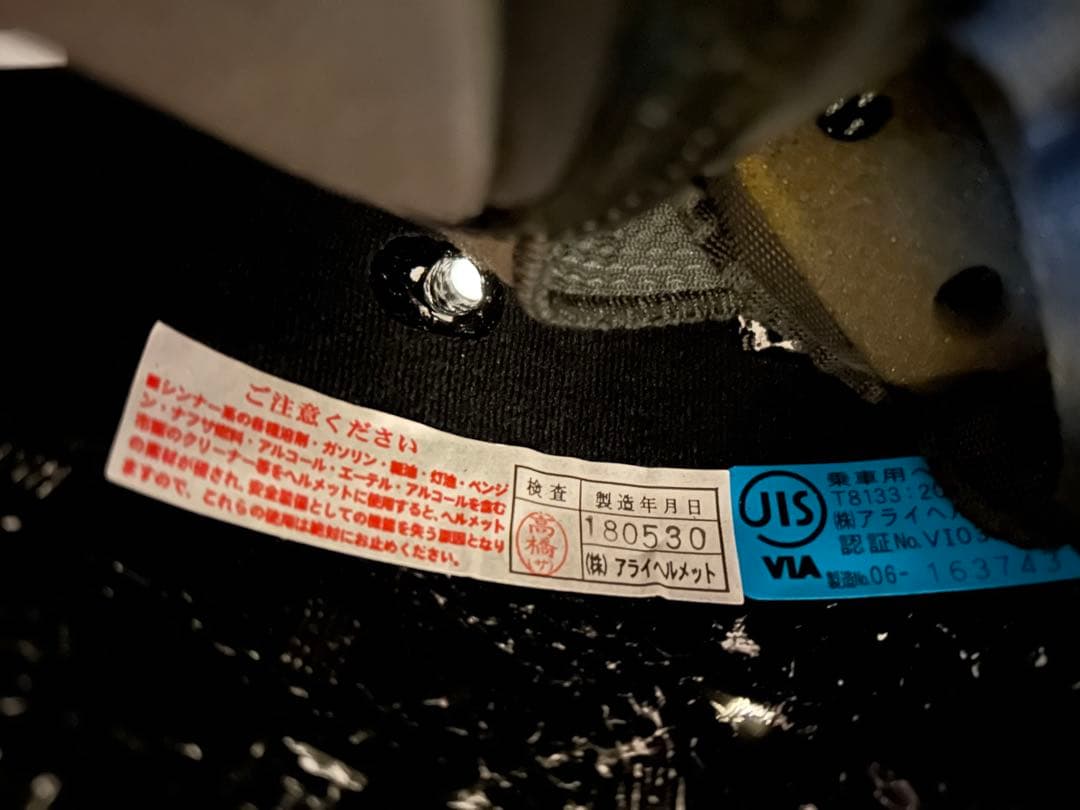 ご注意ください
■シンナー系の各種溶剤・ガソリン・軽油・灯油・ベンジ
ン・ナフサ燃料・アルコール・エーテル・アルコールを含む
市販のクリーナー等をヘルメットに使用すると、ヘルメット
の素材が侵され、安全装備としての機能を失う原因となり
ますので、これらの使用は絶対にお止めください。
検査
高橋
(サ)
製造年月日
180530
(株) アライヘルメット
JIS
VIA
乗車用
T8133:20
(株)アライヘ
認証No.VI03
製造No.06- 163743